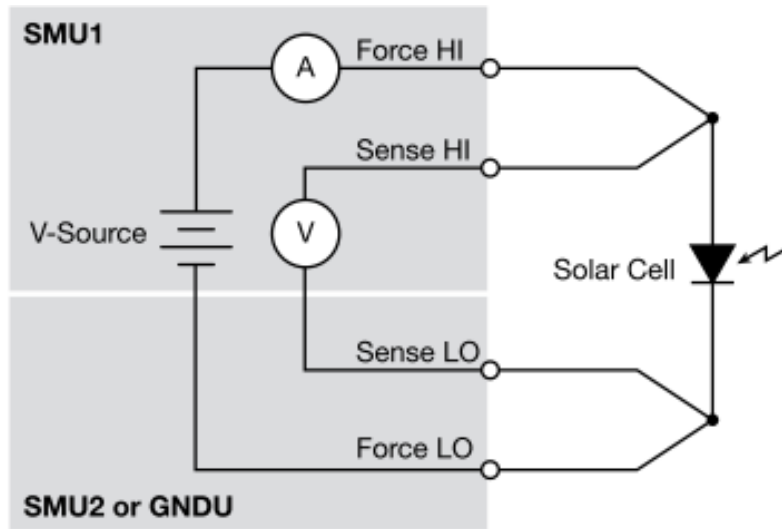 SMU1
Force HI
A
Sense HI
V-Source
V
Solar Cell
Sense LO
Force LO
SMU2 or GNDU